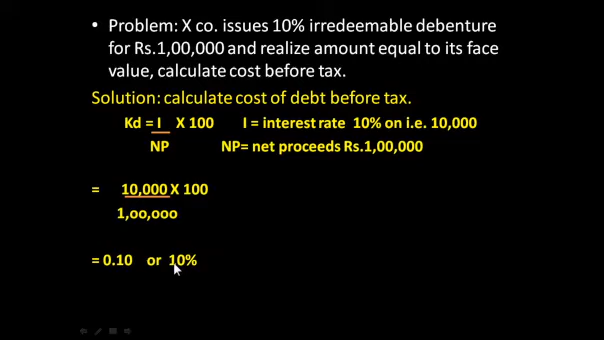 • Problem: X co. issues 10% irredeemable debenture
for Rs.1,00,000 and realize amount equal to its face
value, calculate cost before tax.
Solution: calculate cost of debt before tax.
Kd = I X 100 I = interest rate 10% on i.e. 10,000
NP NP= net proceeds Rs.1,00,000
= 10,000 X 100
1,oo,ooo
= 0.10 or 10%